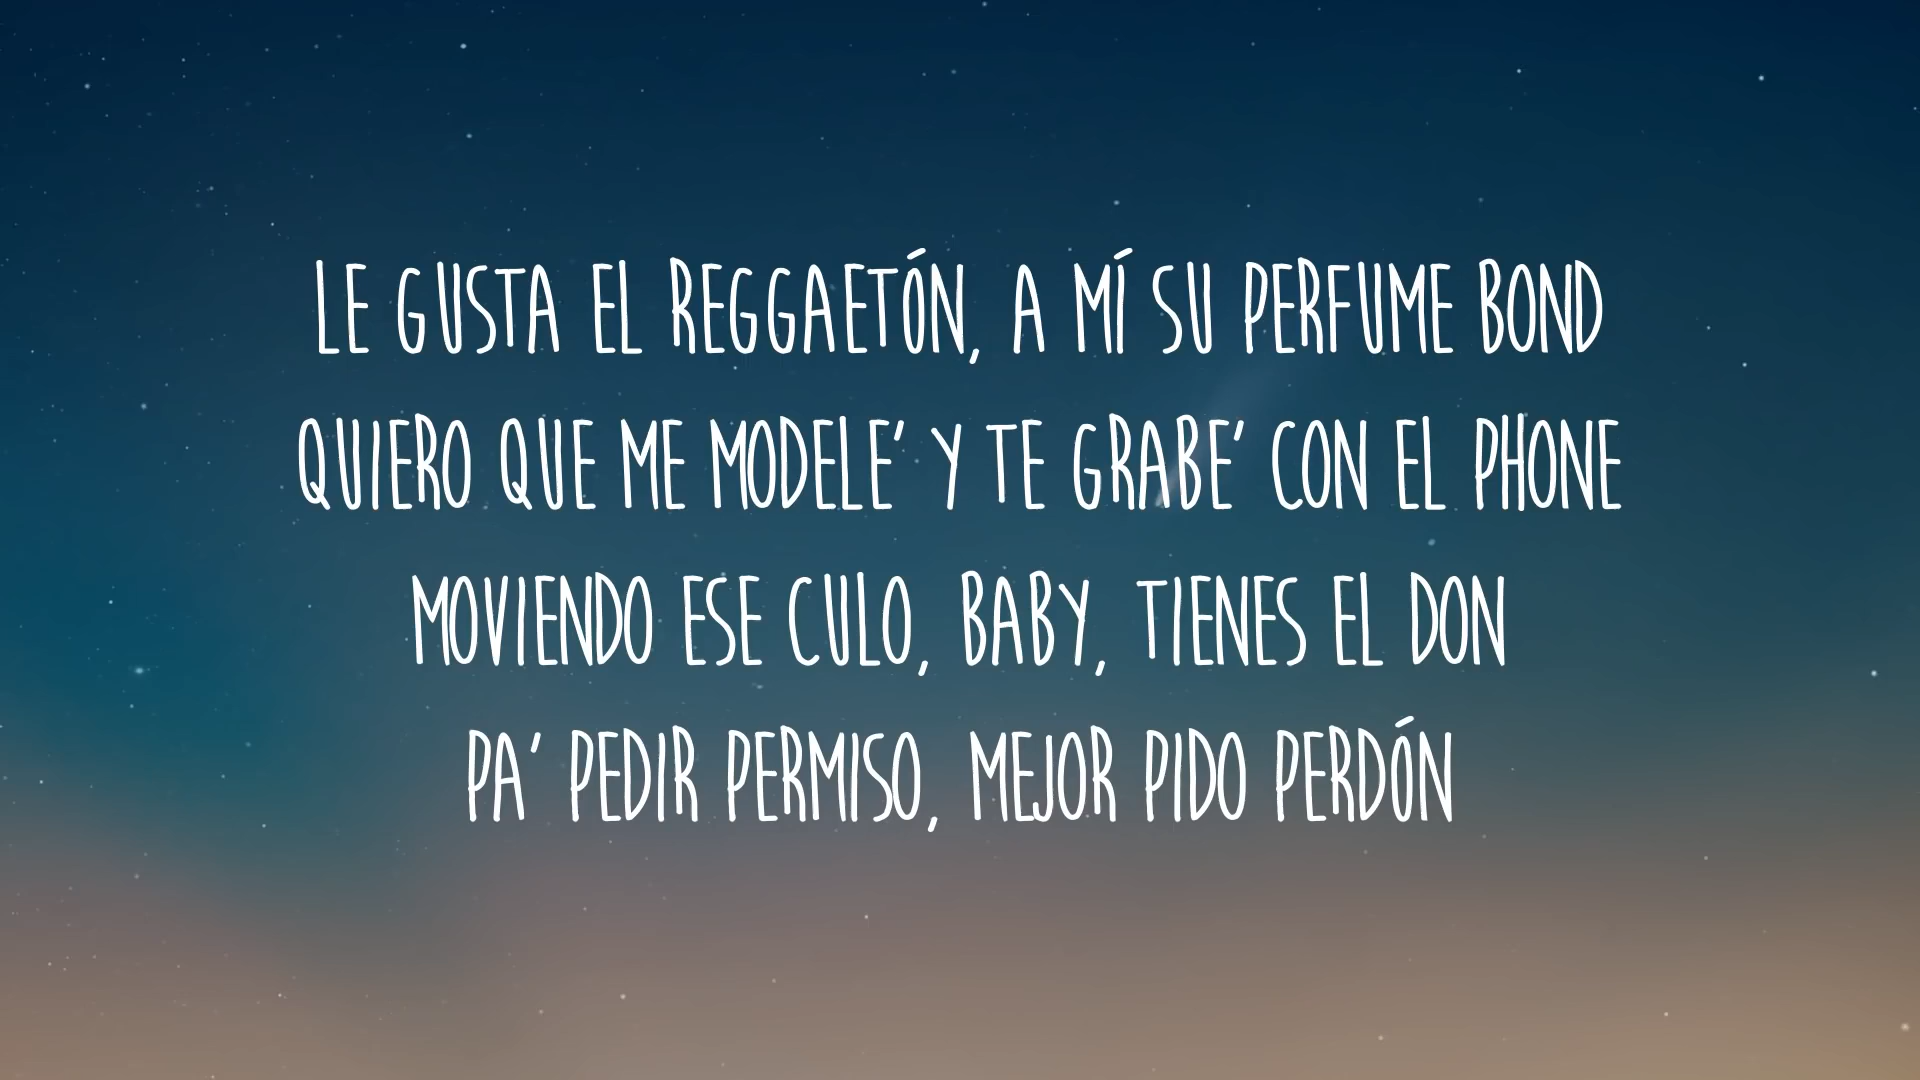 LE GUSTA EL REGGAETÓN, A MÍ SU PERFUME BOND
QUIERO QUE ME MODELE' Y TE GRABE' CON EL PHONE
MOVIENDO ESE CULO, BABY, TIENES EL DON
PA' PEDIR PERMISO, MEJOR PIDO PERDÓN